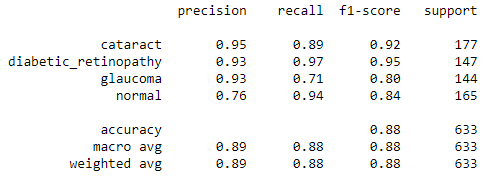 precision recall f1-score support
cataract 0.95 0.89 0.92 177
diabetic_retinopathy 0.93 0.97 0.95 147
glaucoma 0.93 0.71 0.80 144
normal 0.76 0.94 0.84 165
accuracy 0.88 633
macro avg 0.89 0.88 0.88 633
weighted avg 0.89 0.88 0.88 633